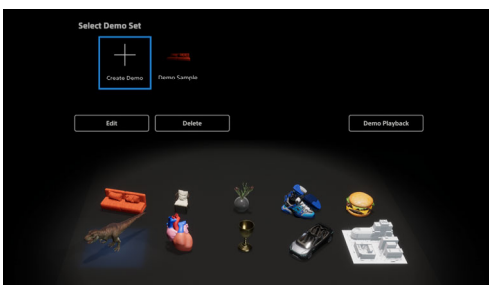 Select Demo Set
Create Demo
Demo Sample
Edit
Delete
Demo Playback